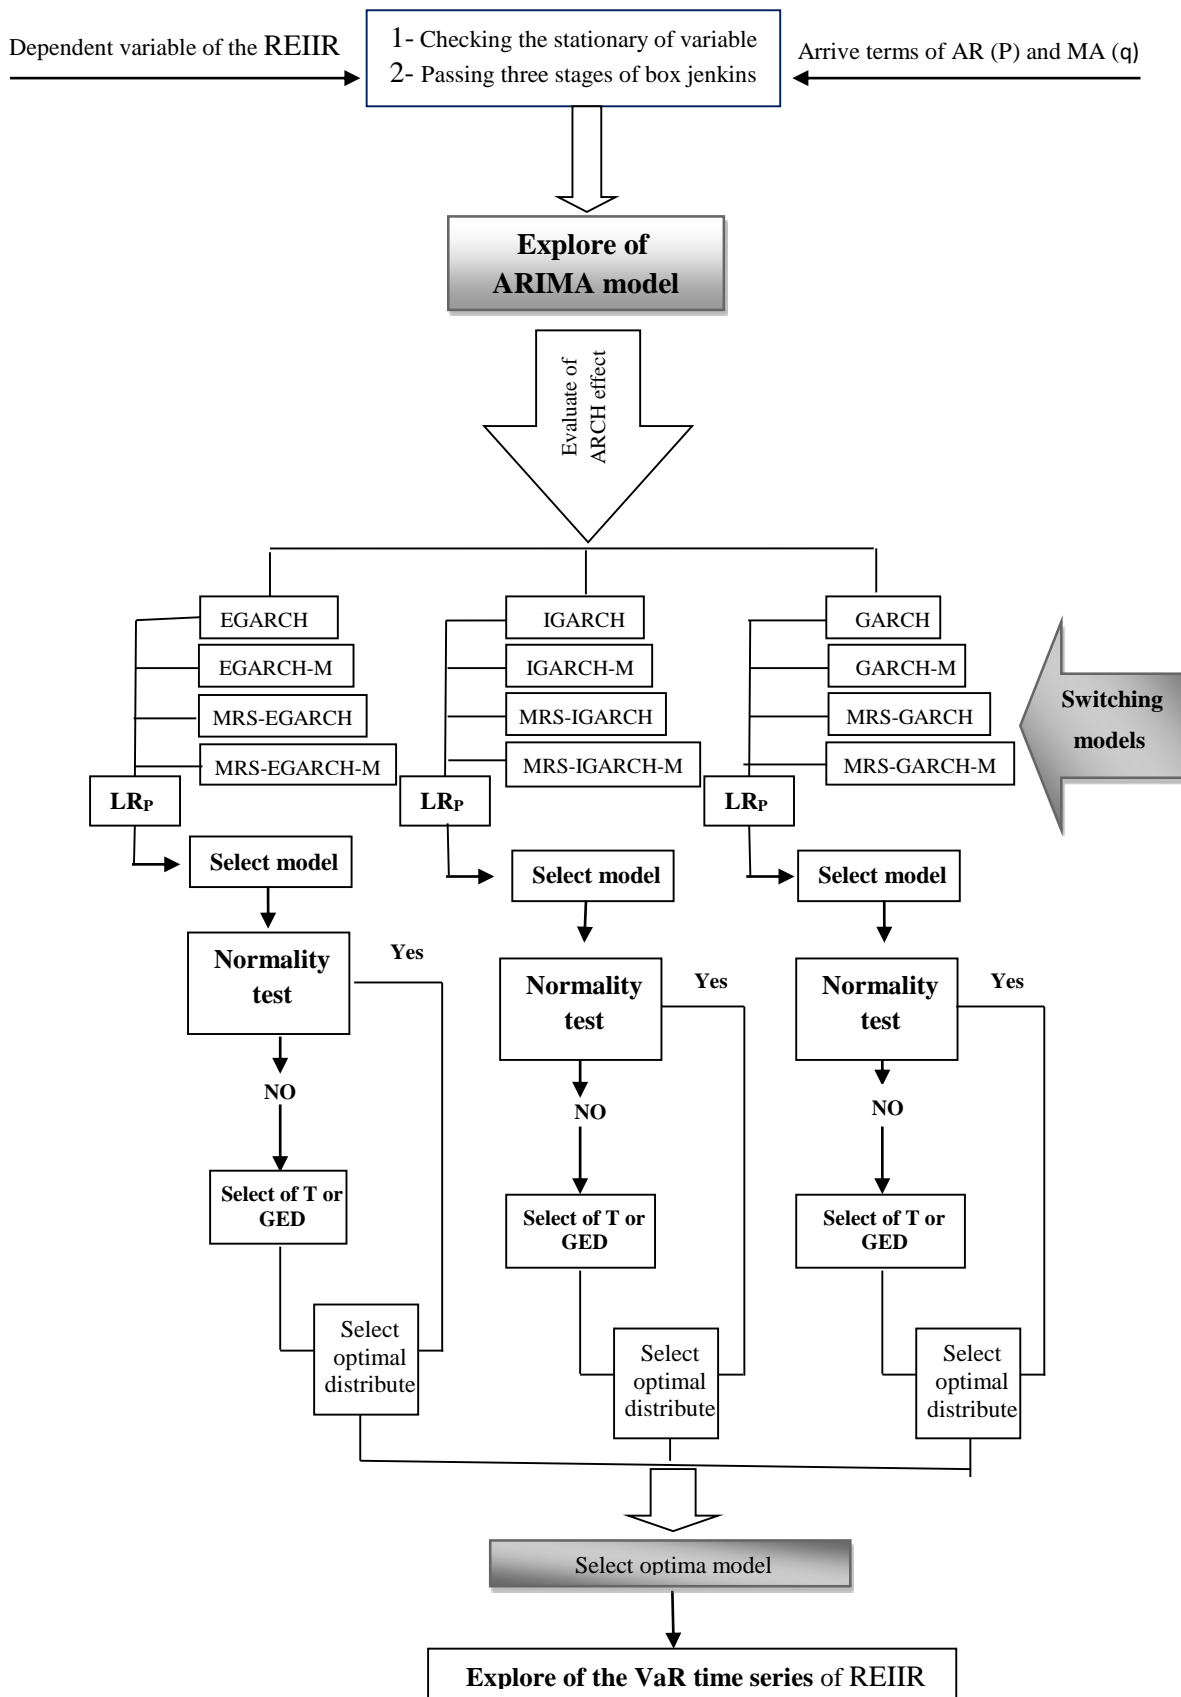 Dependent variable of the REIIR
1- Checking the stationary of variable
2- Passing three stages of box jenkins
Arrive terms of AR (P) and MA (q)
Explore of
ARIMA model
Evaluate of
ARCH effect
EGARCH
EGARCH-M
MRS-EGARCH
MRS-EGARCH-M
LRP
IGARCH
IGARCH-M
MRS-IGARCH
MRS-IGARCH-M
LRP
GARCH
GARCH-M
MRS-GARCH
MRS-GARCH-M
LRP
Switching
models
Select model
Select model
Select model
Normality
test
Yes
NO
Select of T or
GED
Select
optimal
distribute
Normality
test
Yes
NO
Select of T or
GED
Select
optimal
distribute
Normality
test
Yes
NO
Select of T or
GED
Select
optimal
distribute
Select optima model
Explore of the VaR time series of REIIR